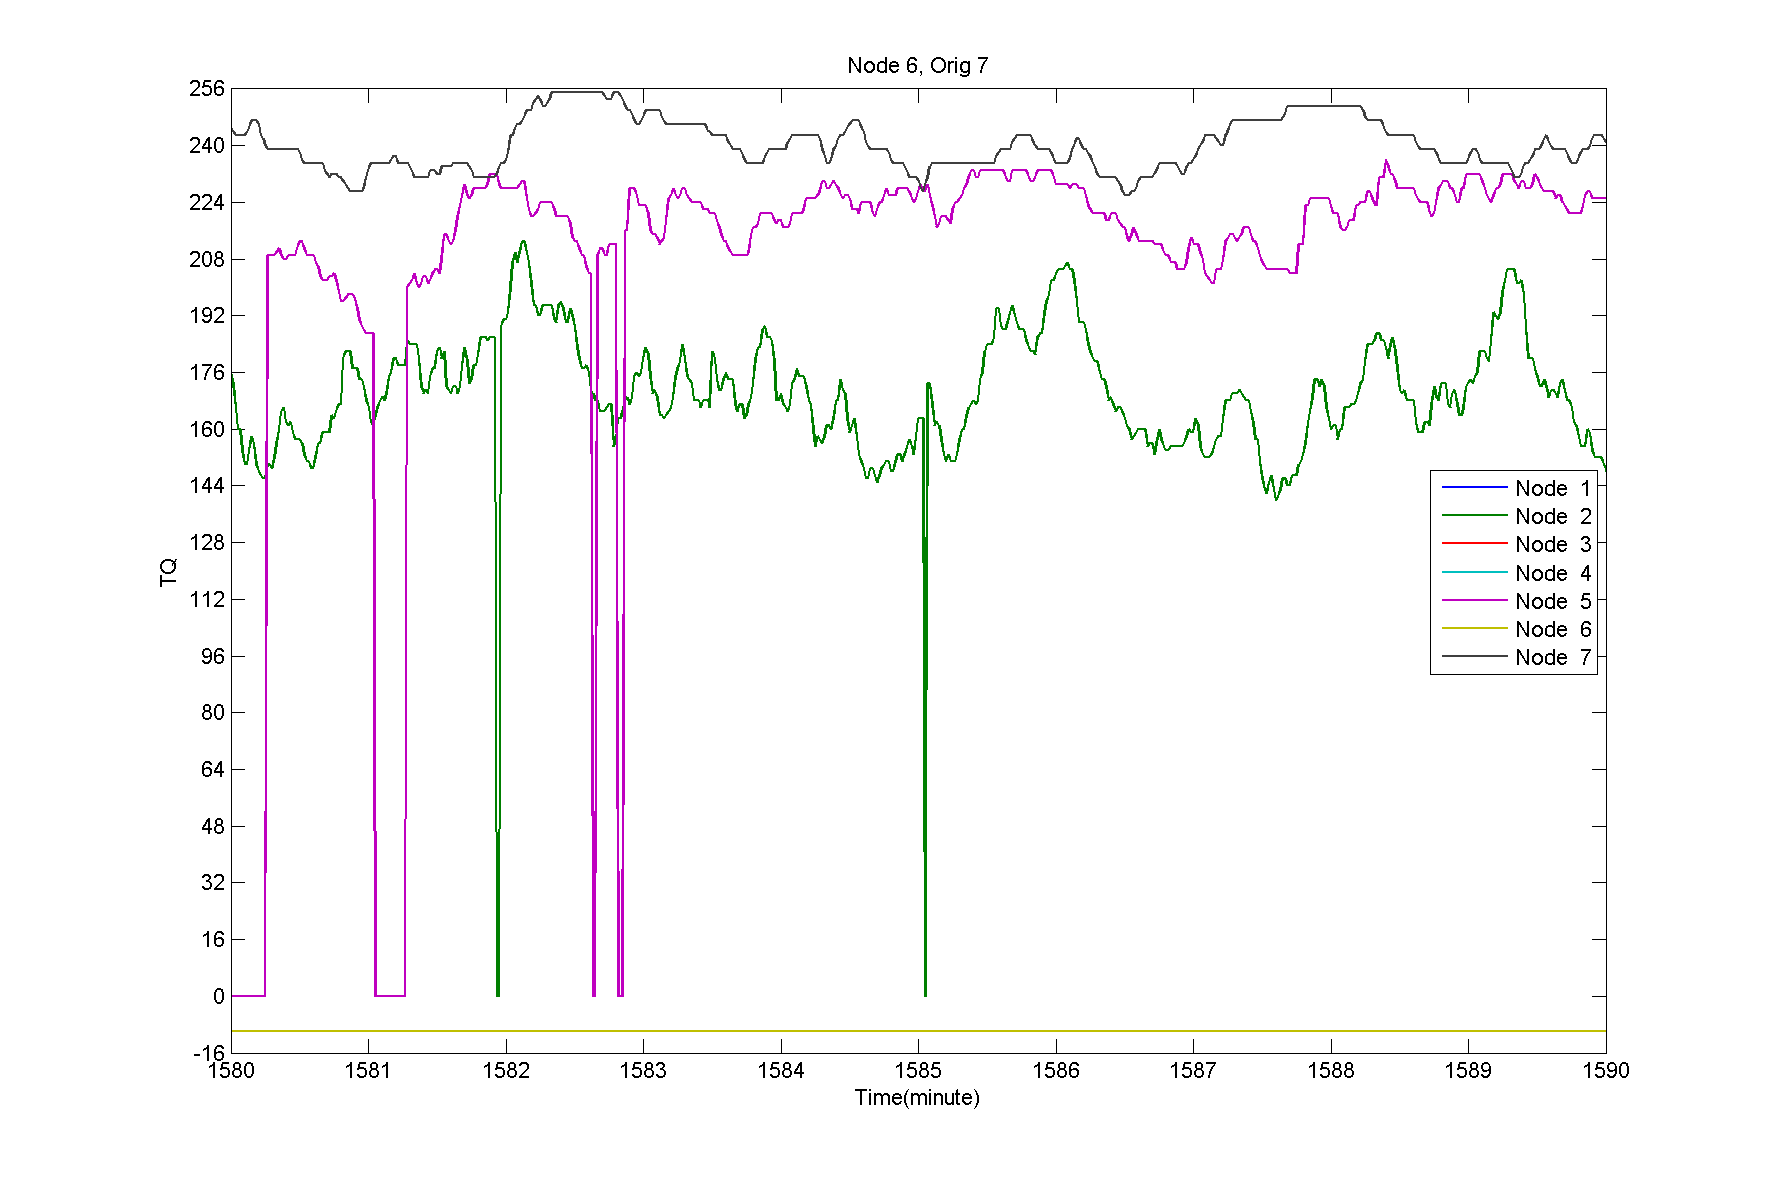 Node 6, Orig 7
256
240
224
208
192
176
160
144
128
112
96
80
64
48
32
16
0
-16
TQ
Node 1
Node 2
Node 3
Node 4
Node 5
Node 6
Node 7
1580 1581 1582 1583 1584 1585 1586 1587 1588 1589 1590
Time(minute)